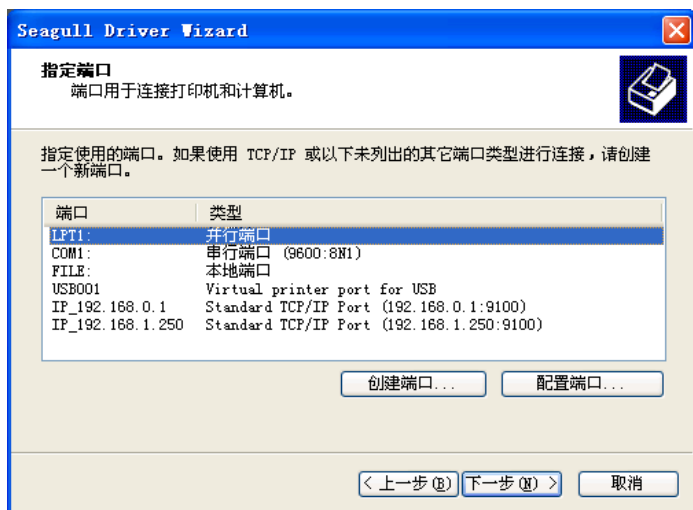 Seagull Driver Wizard
指定端口
端口用于连接打印机和计算机。
指定使用的端口。如果使用 TCP/IP 或以下未列出的其它端口类型进行连接，请创建
一个新端口。
端口 类型
LPT1: 并行端口
COM1: 串行端口 (9600:8N1)
FILE: 本地端口
USB001 Virtual printer port for USB
IP_192.168.0.1 Standard TCP/IP Port (192.168.0.1:9100)
IP_192.168.1.250 Standard TCP/IP Port (192.168.1.250:9100)
创建端口... 配置端口...
< 上一步(B) 下一步(N) > 取消